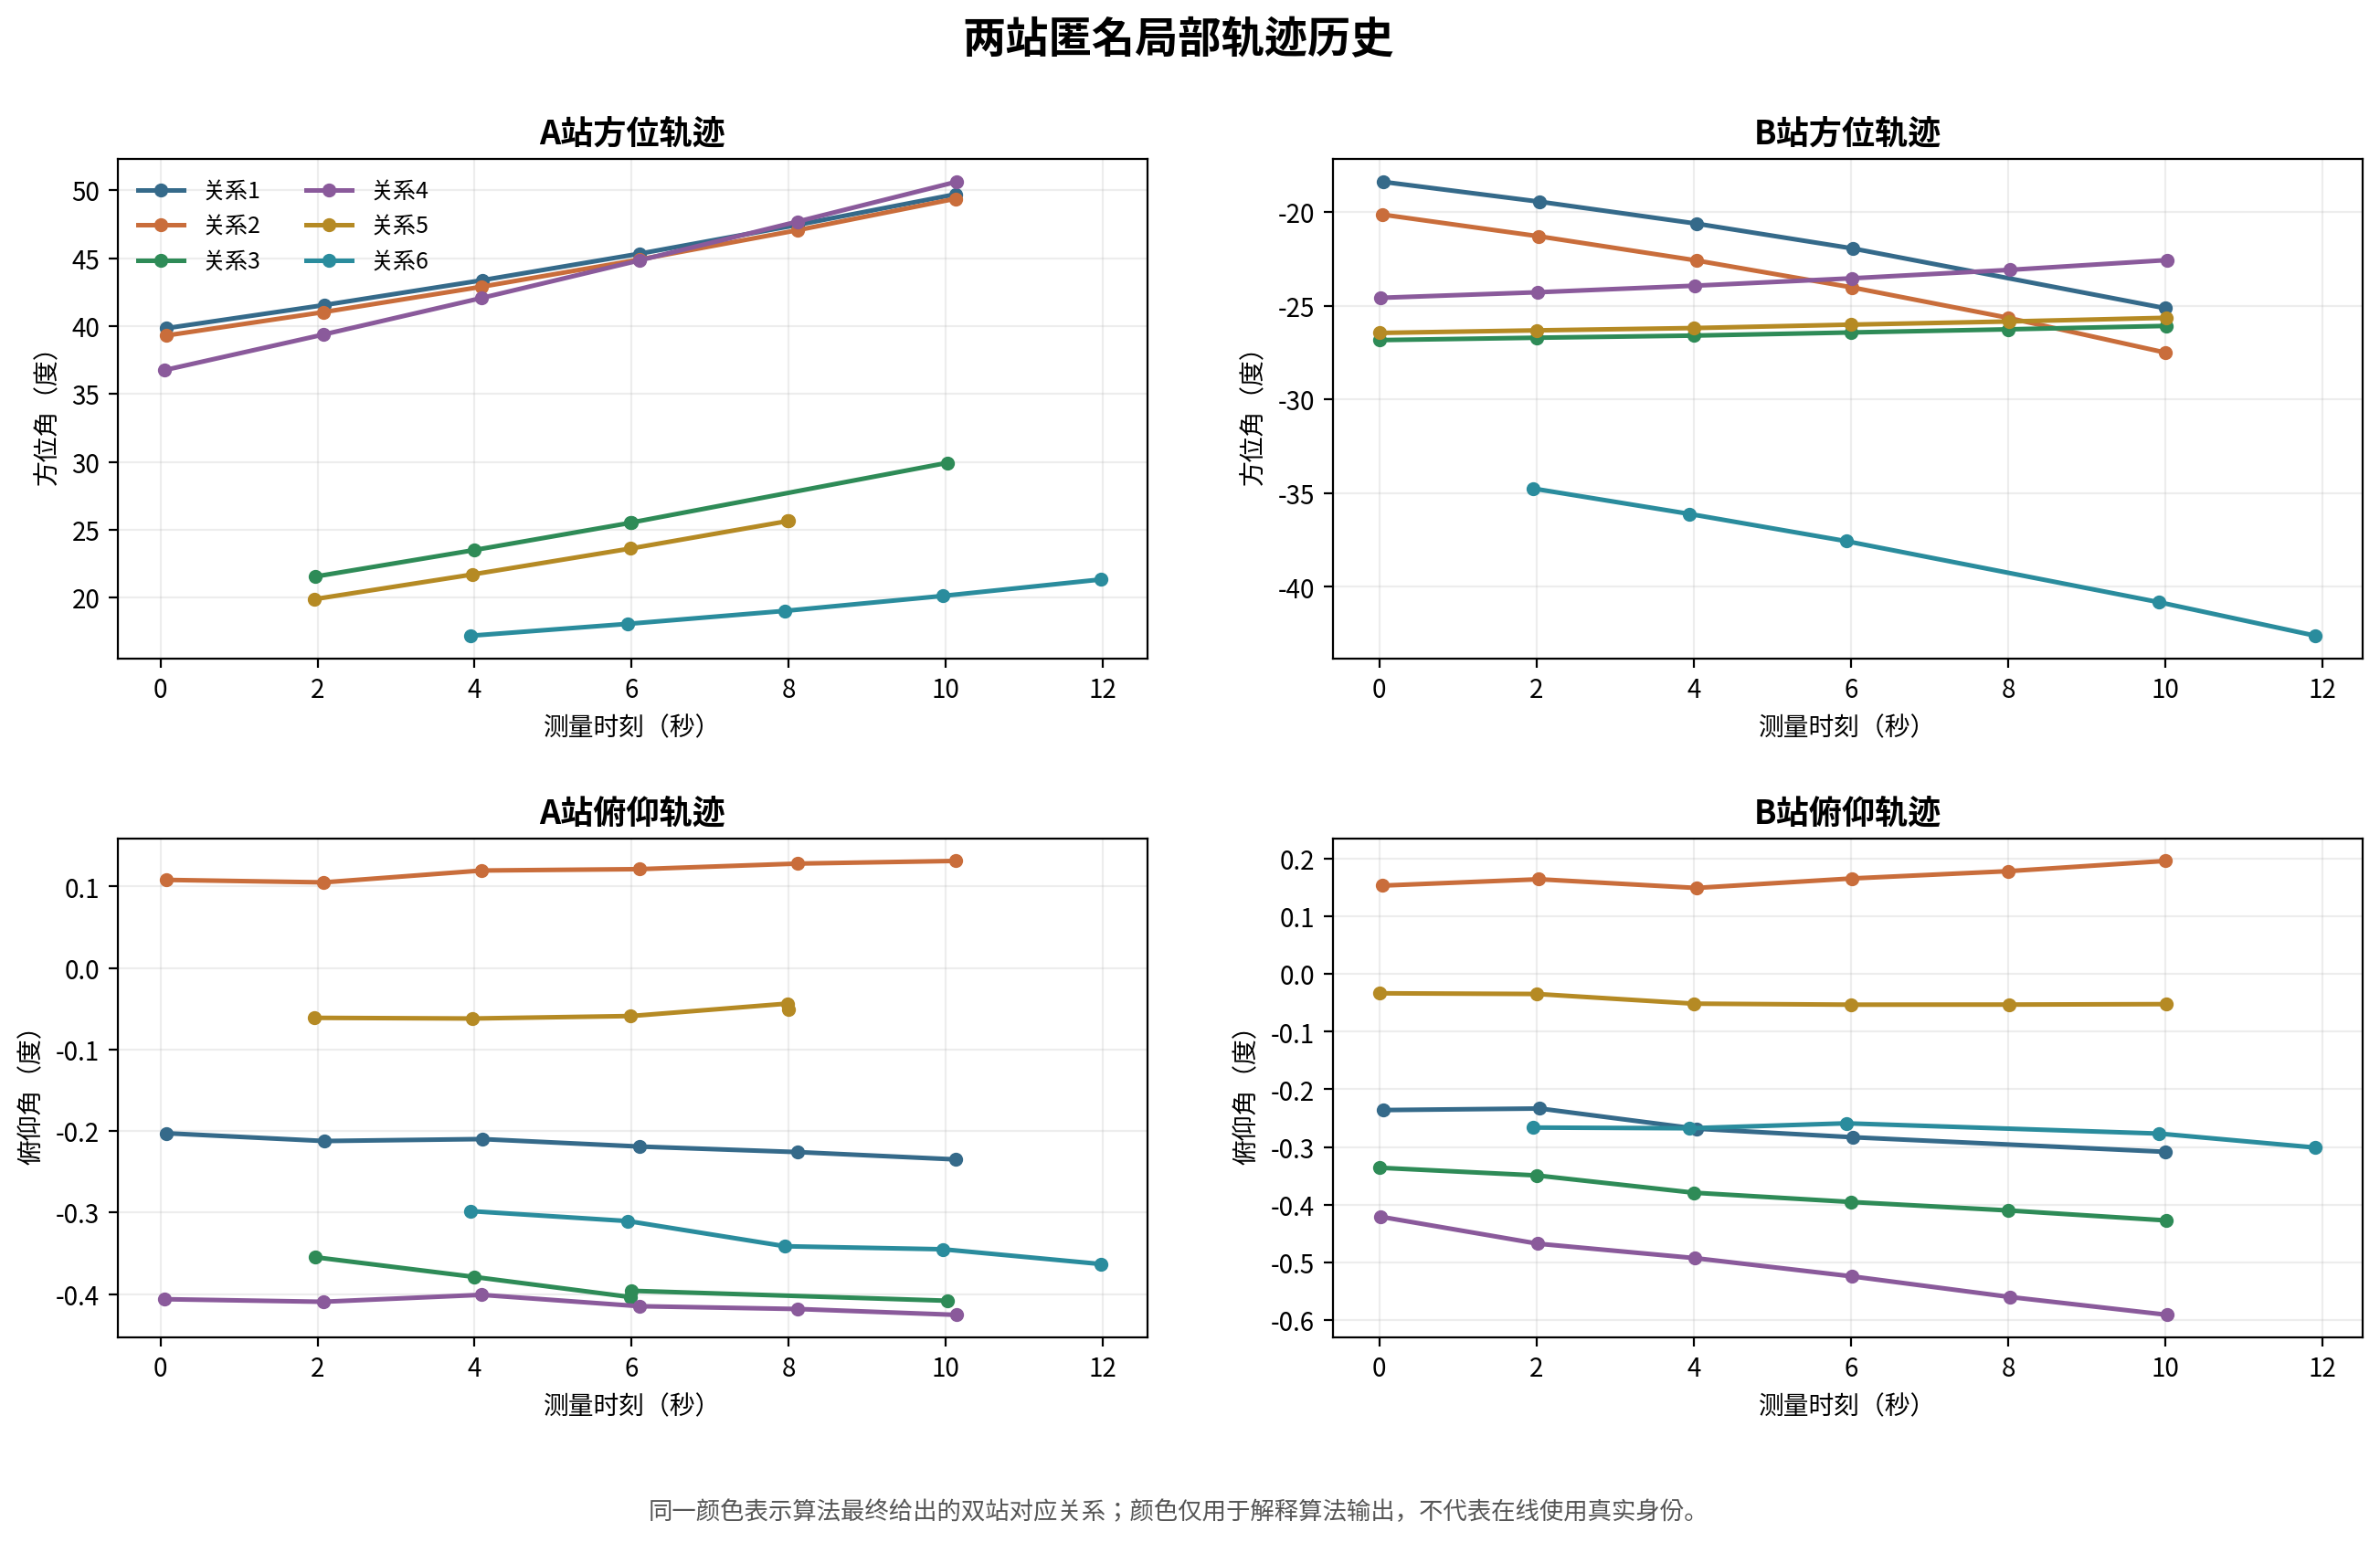 两站匿名局部轨迹历史
A站方位轨迹
方位角（度）
50
45
40
35
30
25
20
关系1
关系2
关系3
关系4
关系5
关系6
0 2 4 6 8 10 12
测量时刻（秒）
B站方位轨迹
方位角（度）
-20
-25
-30
-35
-40
0 2 4 6 8 10 12
测量时刻（秒）
A站俯仰轨迹
俯仰角（度）
0.1
0.0
-0.1
-0.2
-0.3
-0.4
0 2 4 6 8 10 12
测量时刻（秒）
B站俯仰轨迹
俯仰角（度）
0.2
0.1
0.0
-0.1
-0.2
-0.3
-0.4
-0.5
-0.6
0 2 4 6 8 10 12
测量时刻（秒）
同一颜色表示算法最终给出的双站对应关系；颜色仅用于解释算法输出，不代表在线使用真实身份。